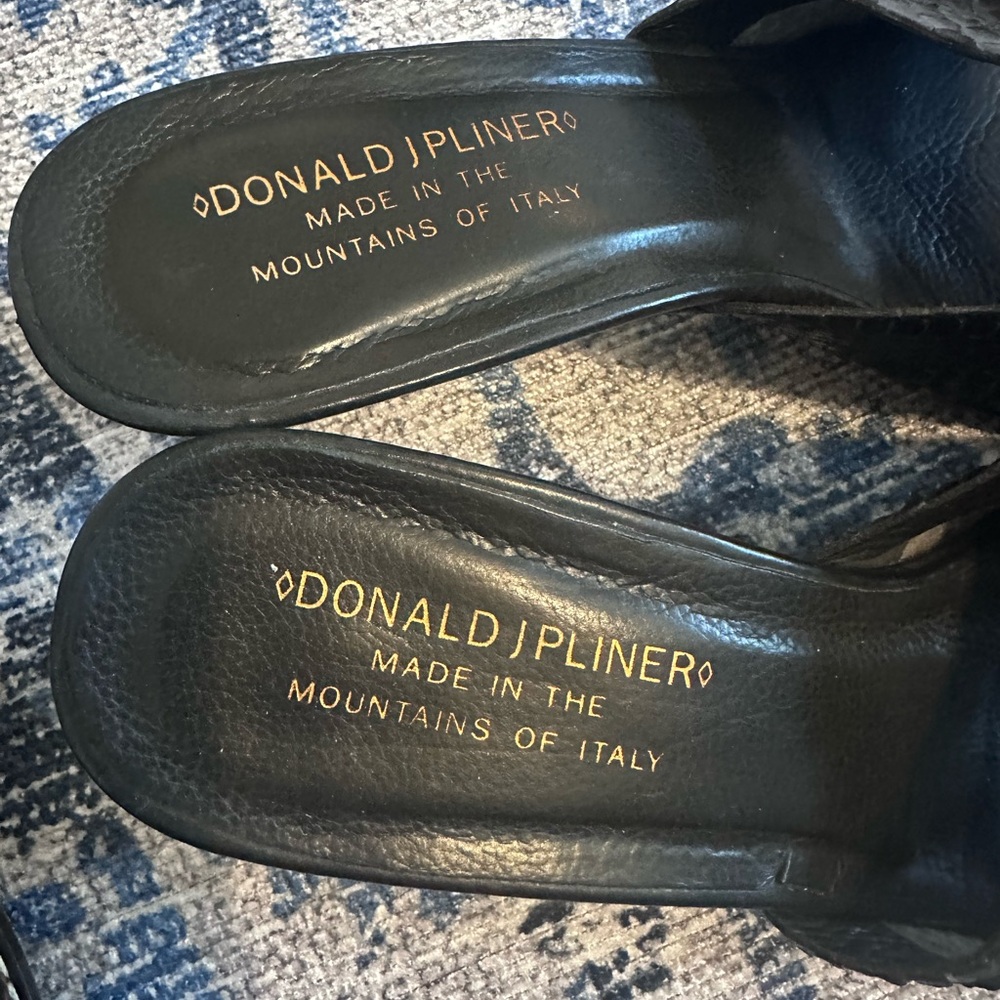 ◊DONALD J PLINER◊
MADE IN THE
MOUNTAINS OF ITALY
◊DONALD J PLINER◊
MADE IN THE
MOUNTAINS OF ITALY